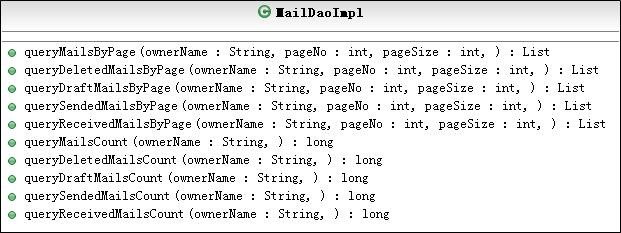 MailDaoImpl
queryMailsByPage(ownerName : String, pageNo : int, pageSize : int, ) : List
queryDeletedMailsByPage(ownerName : String, pageNo : int, pageSize : int, ) : List
queryDraftMailsByPage(ownerName : String, pageNo : int, pageSize : int, ) : List
querySendedMailsByPage(ownerName : String, pageNo : int, pageSize : int, ) : List
queryReceivedMailsByPage(ownerName : String, pageNo : int, pageSize : int, ) : List
queryMailsCount(ownerName : String, ) : long
queryDeletedMailsCount(ownerName : String, ) : long
queryDraftMailsCount(ownerName : String, ) : long
querySendedMailsCount(ownerName : String, ) : long
queryReceivedMailsCount(ownerName : String, ) : long